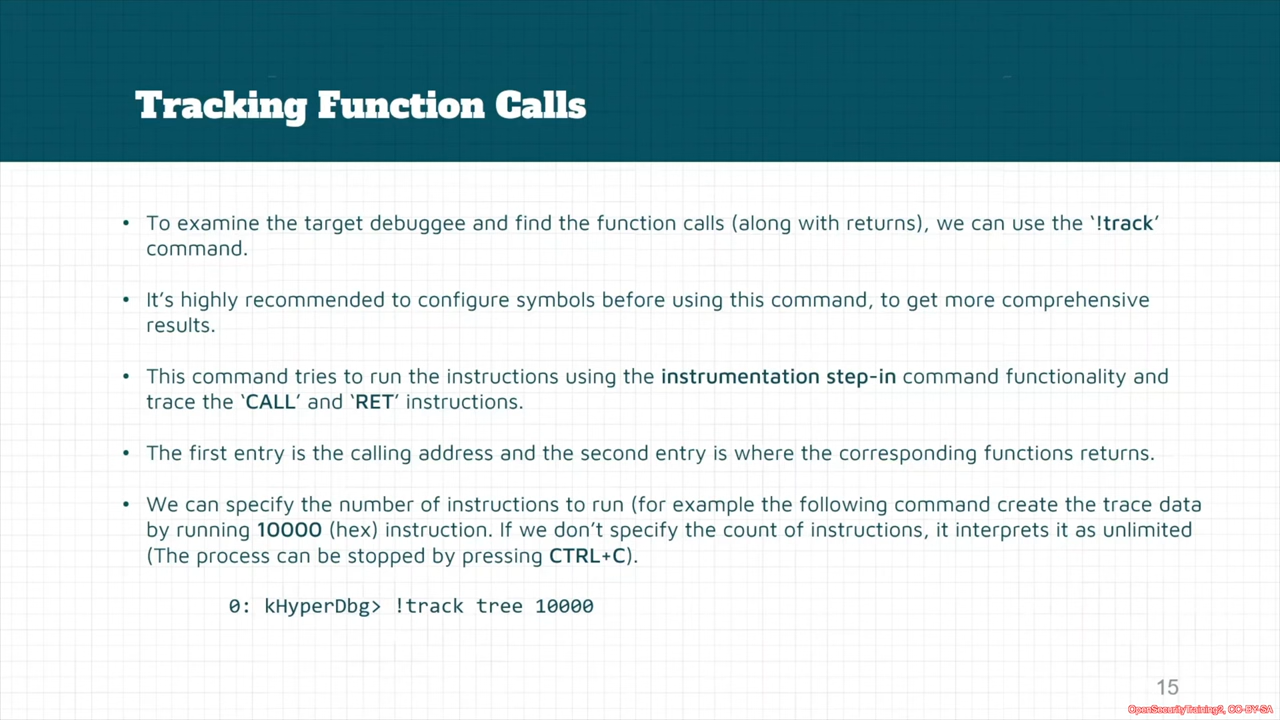 Tracking Function Calls
• To examine the target debuggee and find the function calls (along with returns), we can use the ‘!track’
command.
• It’s highly recommended to configure symbols before using this command, to get more comprehensive
results.
• This command tries to run the instructions using the instrumentation step-in command functionality and
trace the ‘CALL’ and ‘RET’ instructions.
• The first entry is the calling address and the second entry is where the corresponding functions returns.
• We can specify the number of instructions to run (for example the following command create the trace data
by running 10000 (hex) instruction. If we don’t specify the count of instructions, it interprets it as unlimited
(The process can be stopped by pressing CTRL+C).
0: kHyperDbg> !track tree 10000
15
OpenSecurityTraining2, CC-BY-SA